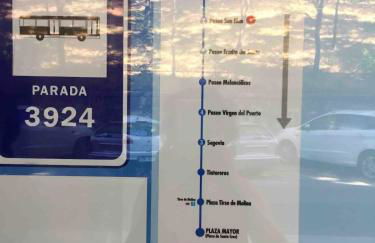 PARADA
3924
Paseo San Illan
Paseo Ermita del Santo
Paseo Melancólicos
Paseo Virgen del Puerto
Segovia
Tintoreros
Tirso de Molina
Plaza Tirso de Molina
PLAZA MAYOR
(Plaza de Santa Cruz)